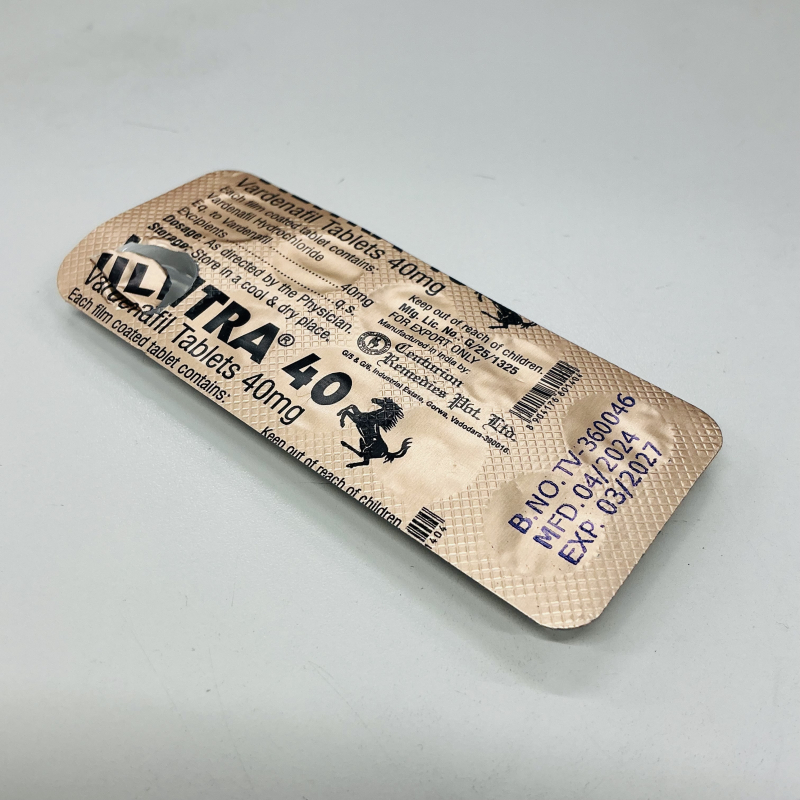 Vardenafil Tablets 40mg
Each film coated tablet contains:
Vardenafil Hydrochloride
Eq. to Vardenafil 40mg
Excipients q.s.
Dosage: As directed by the Physician.
Storage: Store in a cool & dry place.
Keep out of reach of children.
Mfg. Lic. No.: G/25/1325
FOR EXPORT ONLY
Manufactured in India by:
Centurion
Remedies Pvt. Ltd.
G/5 & G/6, Industrial Estate, Gorwa, Vadodara-390016.
TRA® 40
Vardenafil Tablets 40mg
Each film coated tablet contains:
Keep out of reach of children.
404
B.NO. TV-360046
MFD. 04/2024
EXP. 03/2027